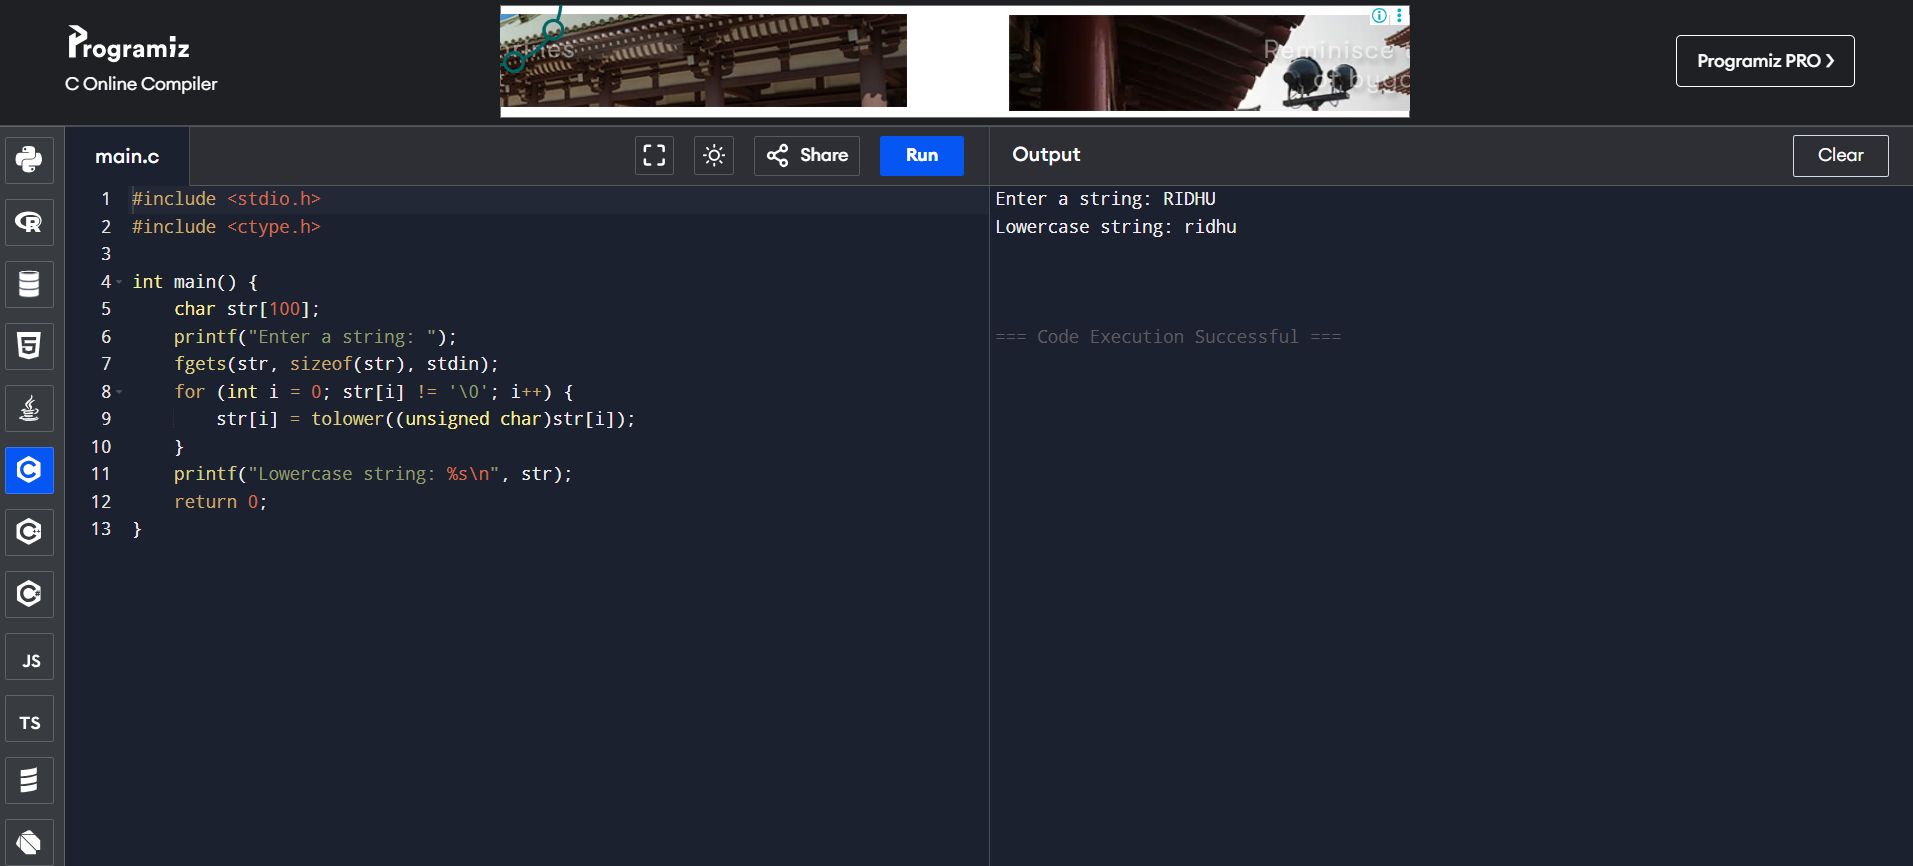 Programiz
C Online Compiler
Reminisce
Programiz PRO ❯
main.c
Share
Run
Output
Clear
1 #include <stdio.h>
2 #include <ctype.h>
3
4 int main() {
5     char str[100];
6     printf("Enter a string: ");
7     fgets(str, sizeof(str), stdin);
8     for (int i = 0; str[i] != '\0'; i++) {
9         str[i] = tolower((unsigned char)str[i]);
10     }
11     printf("Lowercase string: %s\n", str);
12     return 0;
13 }
Enter a string: RIDHU
Lowercase string: ridhu
=== Code Execution Successful ===
R
5
C
C++
C#
JS
TS